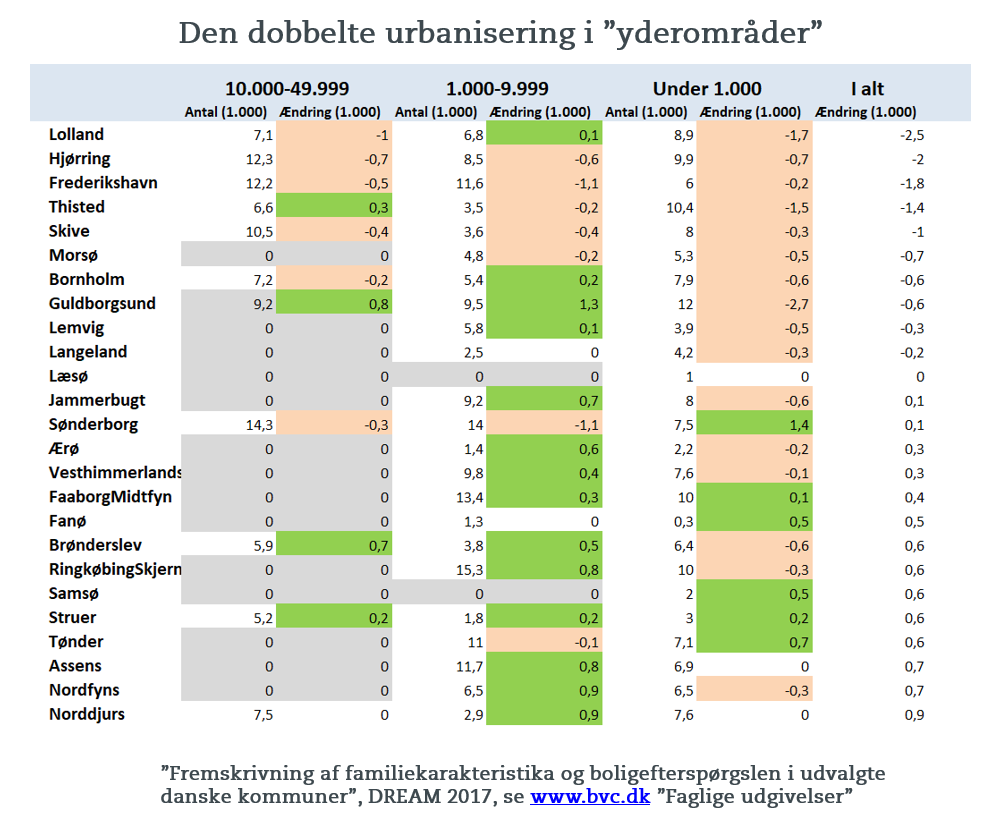 Den dobbelte urbanisering i ”yderområder”
10.000-49.999 1.000-9.999 Under 1.000 I alt
Antal (1.000) Ændring (1.000) Antal (1.000) Ændring (1.000) Antal (1.000) Ændring (1.000) Ændring (1.000)
Lolland 7,1 -1 6,8 0,1 8,9 -1,7 -2,5
Hjørring 12,3 -0,7 8,5 -0,6 9,9 -0,7 -2
Frederikshavn 12,2 -0,5 11,6 -1,1 6 -0,2 -1,8
Thisted 6,6 0,3 3,5 -0,2 10,4 -1,5 -1,4
Skive 10,5 -0,4 3,6 -0,4 8 -0,3 -1
Morsø 0 0 4,8 -0,2 5,3 -0,5 -0,7
Bornholm 7,2 -0,2 5,4 0,2 7,9 -0,6 -0,6
Guldborgsund 9,2 0,8 9,5 1,3 12 -2,7 -0,6
Lemvig 0 0 5,8 0,1 3,9 -0,5 -0,3
Langeland 0 0 2,5 0 4,2 -0,3 -0,2
Læsø 0 0 0 0 1 0 0
Jammerbugt 0 0 9,2 0,7 8 -0,6 0,1
Sønderborg 14,3 -0,3 14 -1,1 7,5 1,4 0,1
Ærø 0 0 1,4 0,6 2,2 -0,2 0,3
Vesthimmerlands 0 0 9,8 0,4 7,6 -0,1 0,3
FaaborgMidtfyn 0 0 13,4 0,3 10 0,1 0,4
Fanø 0 0 1,3 0 0,3 0,5 0,5
Brønderslev 5,9 0,7 3,8 0,5 6,4 -0,6 0,6
RingkøbingSkjern 0 0 15,3 0,8 10 -0,3 0,6
Samsø 0 0 0 0 2 0,5 0,6
Struer 5,2 0,2 1,8 0,2 3 0,2 0,6
Tønder 0 0 11 -0,1 7,1 0,7 0,6
Assens 0 0 11,7 0,8 6,9 0 0,7
Nordfyns 0 0 6,5 0,9 6,5 -0,3 0,7
Norddjurs 7,5 0 2,9 0,9 7,6 0 0,9
”Fremskrivning af familiekarakteristika og boligefterspørgslen i udvalgte
danske kommuner”, DREAM 2017, se www.bvc.dk ”Faglige udgivelser”